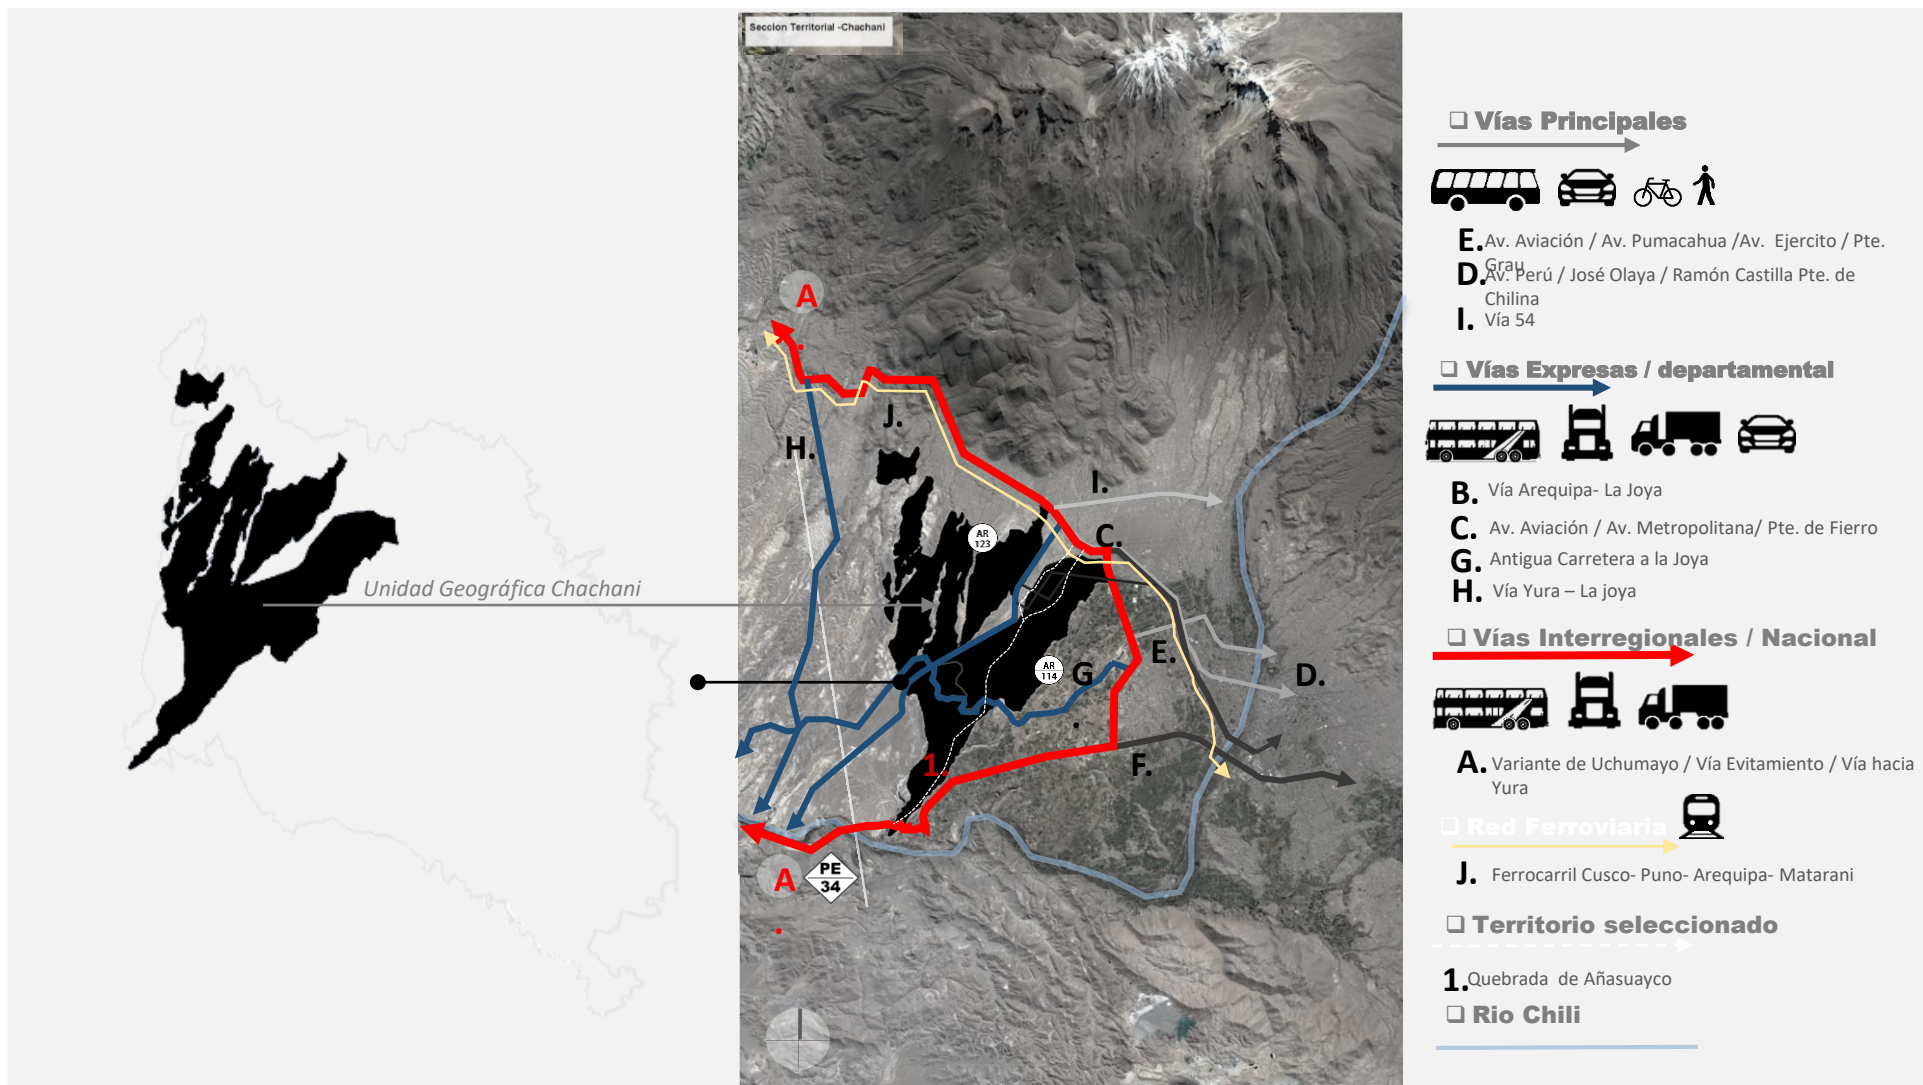 Seccion Territorial -Chachani
A
.
J.
H.
I.
AR
123
C.
Unidad Geográfica Chachani
E.
AR
114
G
.
D.
1.
F.
A
.
PE
34
❑ Vías Principales
E. Av. Aviación / Av. Pumacahua /Av. Ejercito / Pte.
Grau
D. Av. Perú / José Olaya / Ramón Castilla Pte. de
Chilina
I. Vía 54
❑ Vías Expresas / departamental
B. Vía Arequipa- La Joya
C. Av. Aviación / Av. Metropolitana/ Pte. de Fierro
G. Antigua Carretera a la Joya
H. Vía Yura – La joya
❑ Vías Interregionales / Nacional
A. Variante de Uchumayo / Vía Evitamiento / Vía hacia
Yura
❑ Red Ferroviaria
J. Ferrocarril Cusco- Puno- Arequipa- Matarani
❑ Territorio seleccionado
1. Quebrada de Añasuayco
❑ Rio Chili